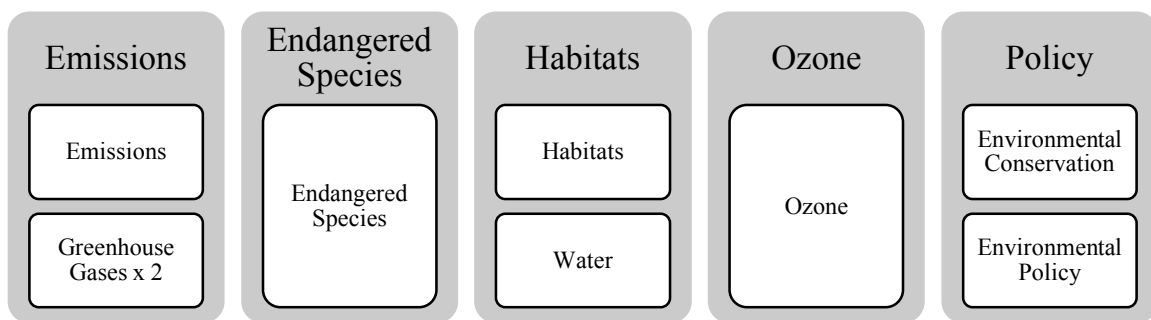 Emissions
Emissions
Greenhouse
Gases x 2
Endangered
Species
Endangered
Species
Habitats
Habitats
Water
Ozone
Ozone
Policy
Environmental
Conservation
Environmental
Policy